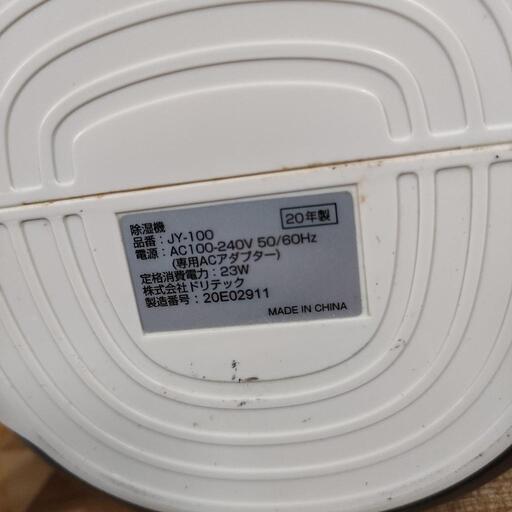 除湿機
20年製
品番：JY-100
電源：AC100-240V 50/60Hz
(専用ACアダプター)
定格消費電力：23W
株式会社ドリテック
製造番号：20E02911
MADE IN CHINA